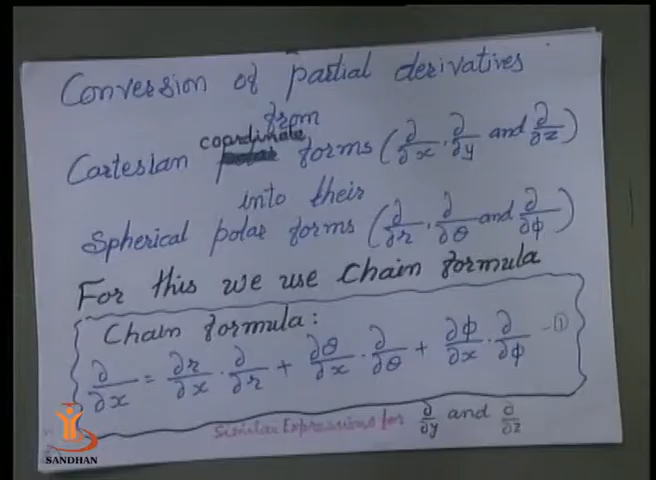 Conversion of partial derivatives
from
coordinate
Cartesian forms (∂/∂x, ∂/∂y and ∂/∂z)
into their
Spherical polar forms (∂/∂r, ∂/∂θ and ∂/∂φ)
For this we use Chain formula
Chain formula:
∂/∂x = ∂r/∂x · ∂/∂r + ∂θ/∂x · ∂/∂θ + ∂φ/∂x · ∂/∂φ —①
Similar Expressions for ∂/∂y and ∂/∂z
SANDHAN